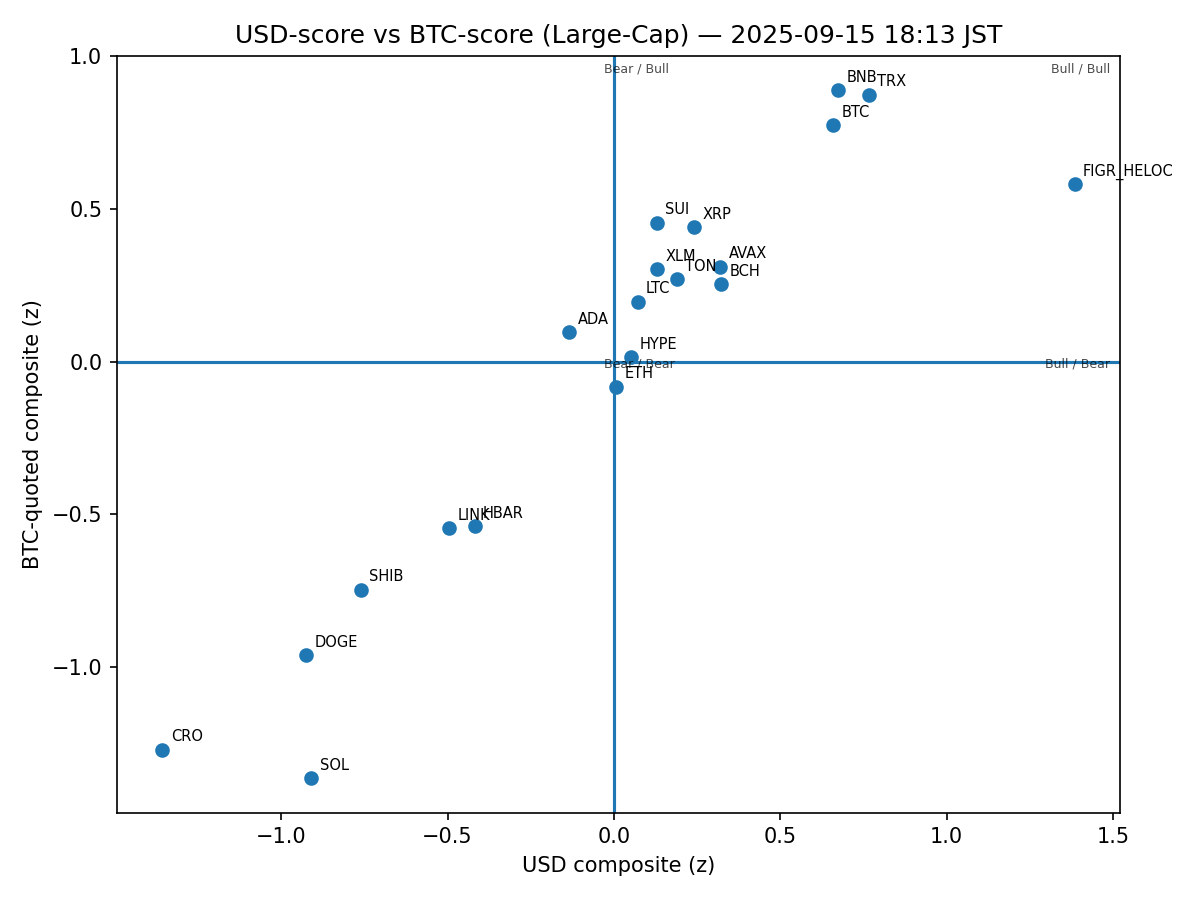 USD-score vs BTC-score (Large-Cap) — 2025-09-15 18:13 JST
1.0
0.5
0.0
−0.5
−1.0
BTC-quoted composite (z)
Bear / Bull
Bull / Bull
BNB
TRX
BTC
FIGR_HELOC
SUI
XRP
XLM
TON
AVAX
BCH
LTC
ADA
HYPE
Bear / Bear
Bull / Bear
ETH
LINK
HBAR
SHIB
DOGE
CRO
SOL
−1.0
−0.5
0.0
0.5
1.0
1.5
USD composite (z)